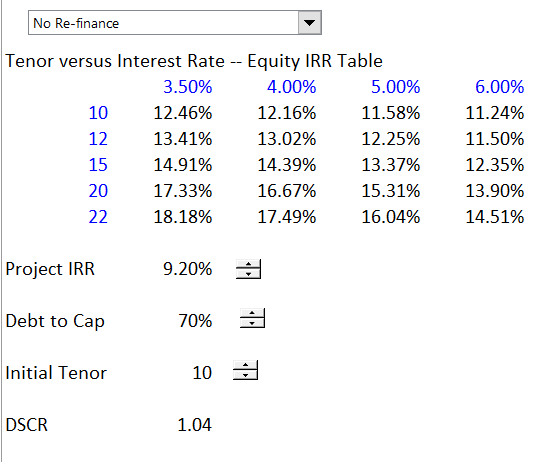 No Re-finance
Tenor versus Interest Rate -- Equity IRR Table
3.50% 4.00% 5.00% 6.00%
10 12.46% 12.16% 11.58% 11.24%
12 13.41% 13.02% 12.25% 11.50%
15 14.91% 14.39% 13.37% 12.35%
20 17.33% 16.67% 15.31% 13.90%
22 18.18% 17.49% 16.04% 14.51%
Project IRR 9.20%
Debt to Cap 70%
Initial Tenor 10
DSCR 1.04